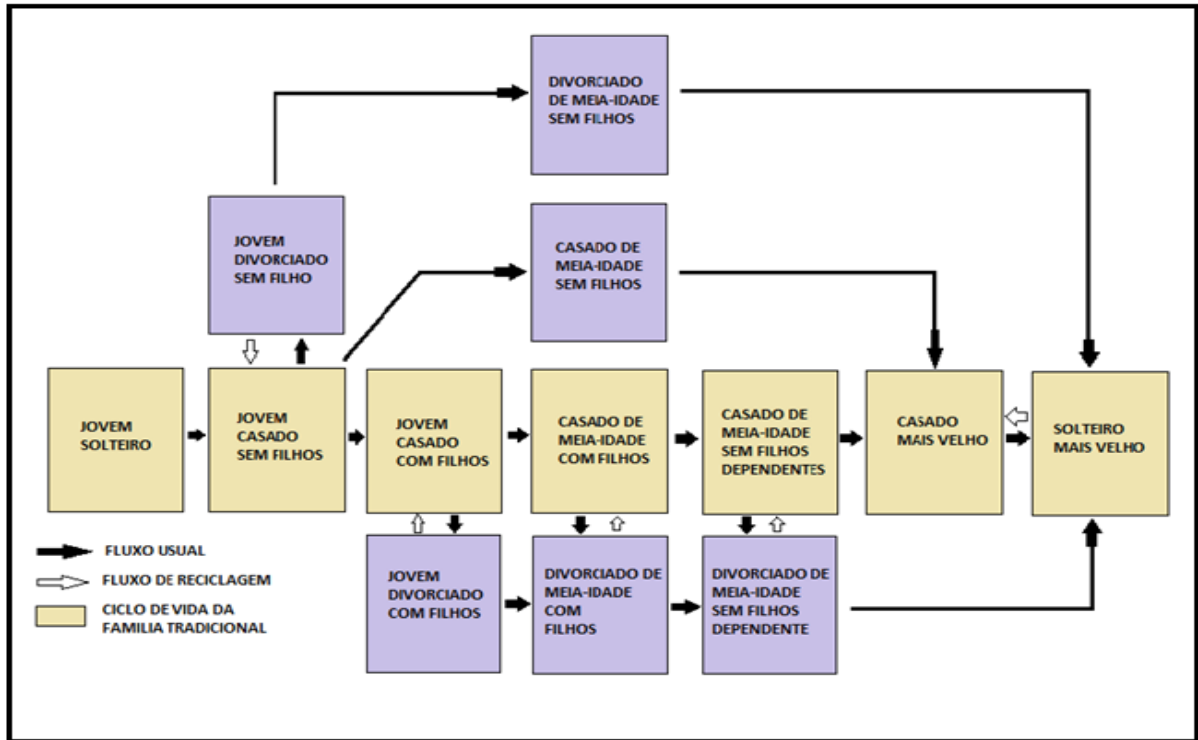 DIVORCIADO
DE MEIA-IDADE
SEM FILHOS
JOVEM
DIVORCIADO
SEM FILHO
CASADO DE
MEIA-IDADE
SEM FILHOS
JOVEM
SOLTEIRO
JOVEM
CASADO
SEM FILHOS
JOVEM
CASADO
COM FILHOS
CASADO DE
MEIA-IDADE
COM FILHOS
CASADO DE
MEIA-IDADE
SEM FILHOS
DEPENDENTES
CASADO
MAIS VELHO
SOLTEIRO
MAIS VELHO
JOVEM
DIVORCIADO
COM FILHOS
DIVORCIADO DE
MEIA-IDADE
COM
FILHOS
DIVORCIADO DE
MEIA-IDADE
SEM FILHOS
DEPENDENTE
FLUXO USUAL
FLUXO DE RECICLAGEM
CICLO DE VIDA DA
FAMILIA TRADICIONAL